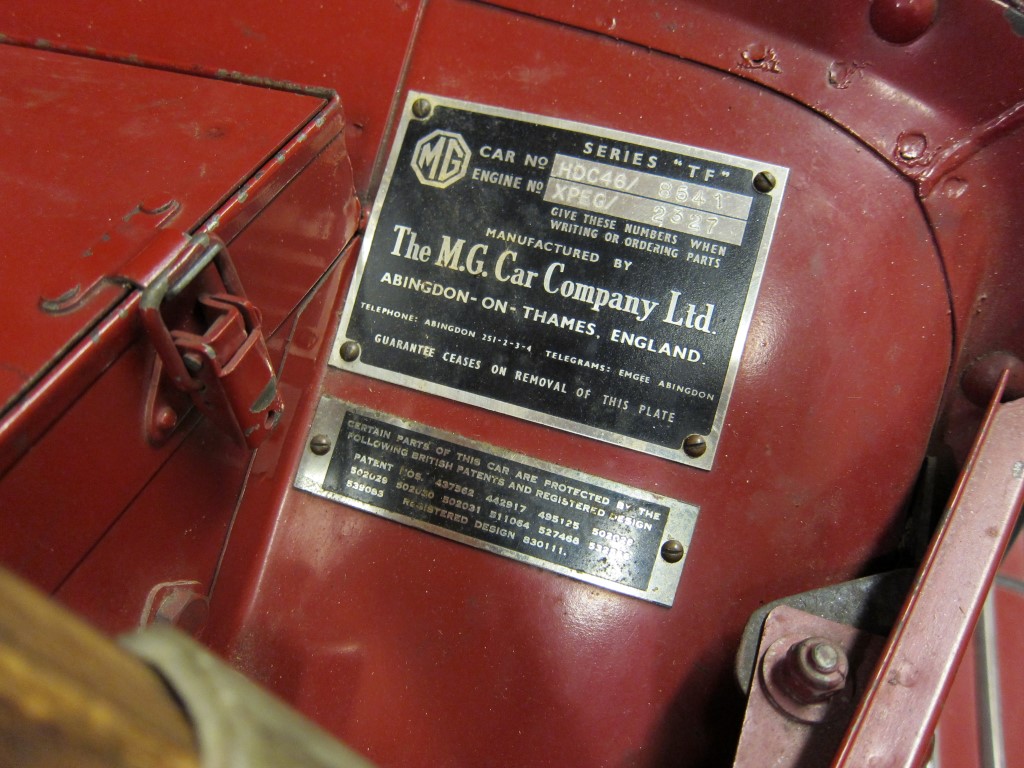 SERIES "TF"
MG
CAR NO HDC46/ 3541
ENGINE NO XPEG/ 2327
GIVE THESE NUMBERS WHEN
WRITING OR ORDERING PARTS
MANUFACTURED BY
The M.G. Car Company Ltd.
ABINGDON-ON-THAMES, ENGLAND.
TELEPHONE: ABINGDON 251-2-3-4 TELEGRAMS: EMGEE ABINGDON
GUARANTEE CEASES ON REMOVAL OF THIS PLATE
CERTAIN PARTS OF THIS CAR ARE PROTECTED BY THE
FOLLOWING BRITISH PATENTS AND REGISTERED DESIGN
PATENT NOS. 437562 442917 495125
502029 502030 502031 511064 527468
539083 REGISTERED DESIGN 830111.